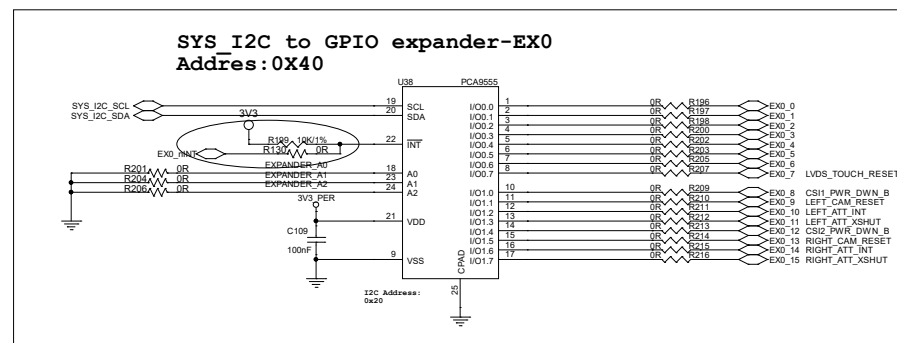 SYS_I2C to GPIO expander-EX0
Addres:0X40
U38 PCA9555
SYS_I2C_SCL 19 SCL
SYS_I2C_SDA 20 SDA
3V3
R199 10K/1%
22 INT
EX0_nINT R130 0R
R201 0R EXPANDER_A0 18 A0
R204 0R EXPANDER_A1 23 A1
R206 0R EXPANDER_A2 24 A2
3V3_PER
21 VDD
C109
100nF
9 VSS
CPAD
25
I2C Address:
0x20
I/O0.0 1 0R R196 EX0_0
I/O0.1 2 0R R197 EX0_1
I/O0.2 3 0R R198 EX0_2
I/O0.3 4 0R R200 EX0_3
I/O0.4 5 0R R202 EX0_4
I/O0.5 6 0R R203 EX0_5
I/O0.6 7 0R R205 EX0_6
I/O0.7 8 0R R207 EX0_7 LVDS_TOUCH_RESET
I/O1.0 10 0R R209 EX0_8 CSI1_PWR_DWN_B
I/O1.1 11 0R R210 EX0_9 LEFT_CAM_RESET
I/O1.2 12 0R R211 EX0_10 LEFT_ATT_INT
I/O1.3 13 0R R212 EX0_11 LEFT_ATT_XSHUT
I/O1.4 14 0R R213 EX0_12 CSI2_PWR_DWN_B
I/O1.5 15 0R R214 EX0_13 RIGHT_CAM_RESET
I/O1.6 16 0R R215 EX0_14 RIGHT_ATT_INT
I/O1.7 17 0R R216 EX0_15 RIGHT_ATT_XSHUT